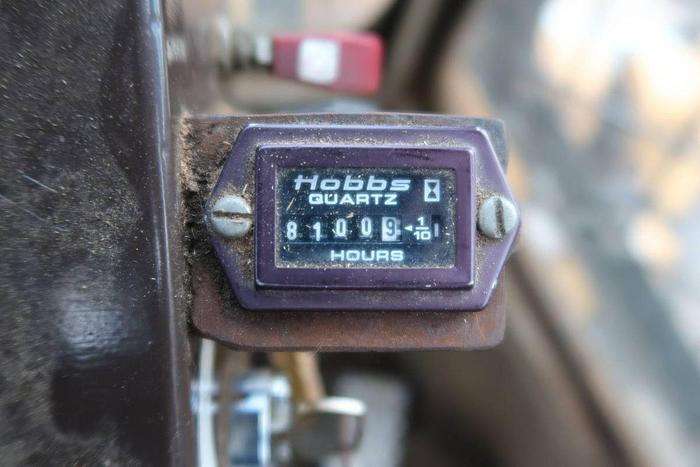 Hobbs
QUARTZ
81009 ◄1/10
HOURS